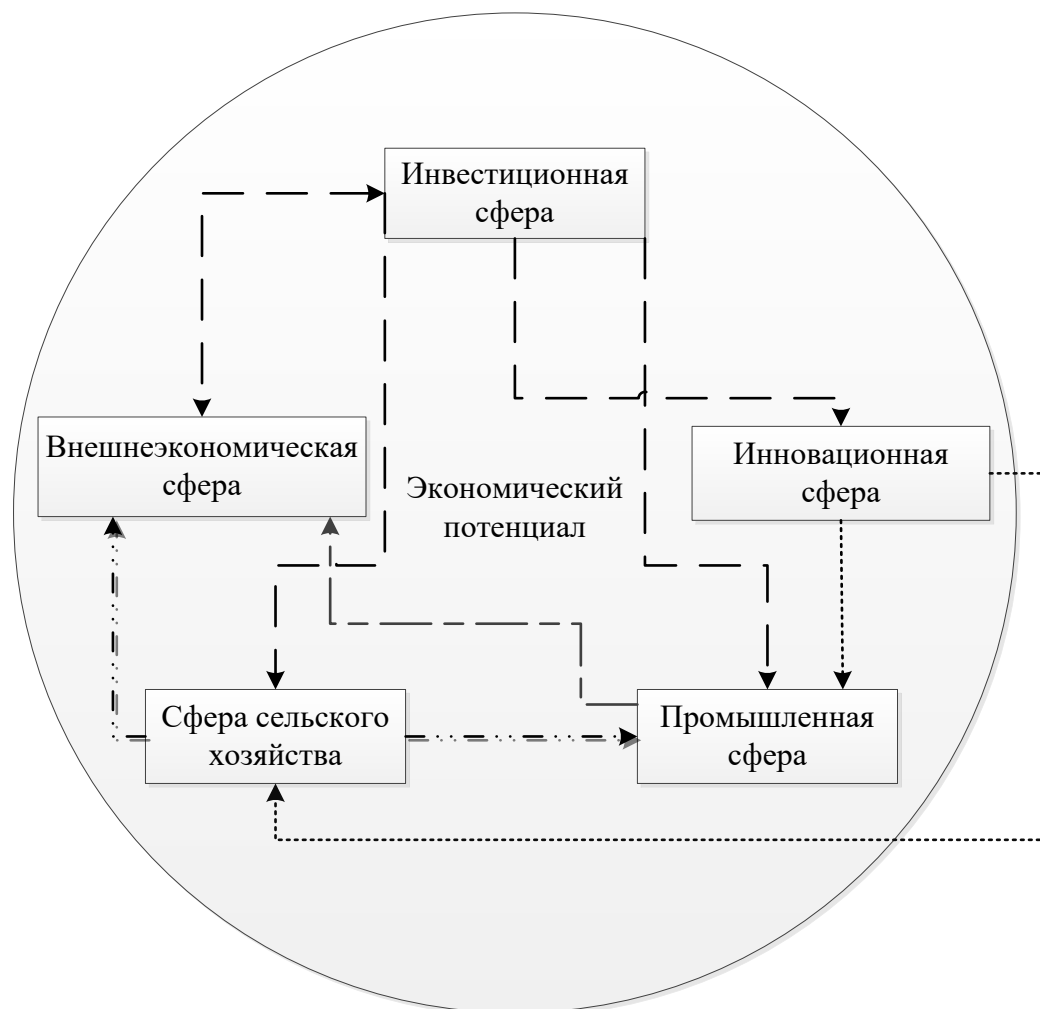 Инвестиционная
сфера
Внешнеэкономическая
сфера
Инновационная
сфера
Экономический
потенциал
Сфера сельского
хозяйства
Промышленная
сфера